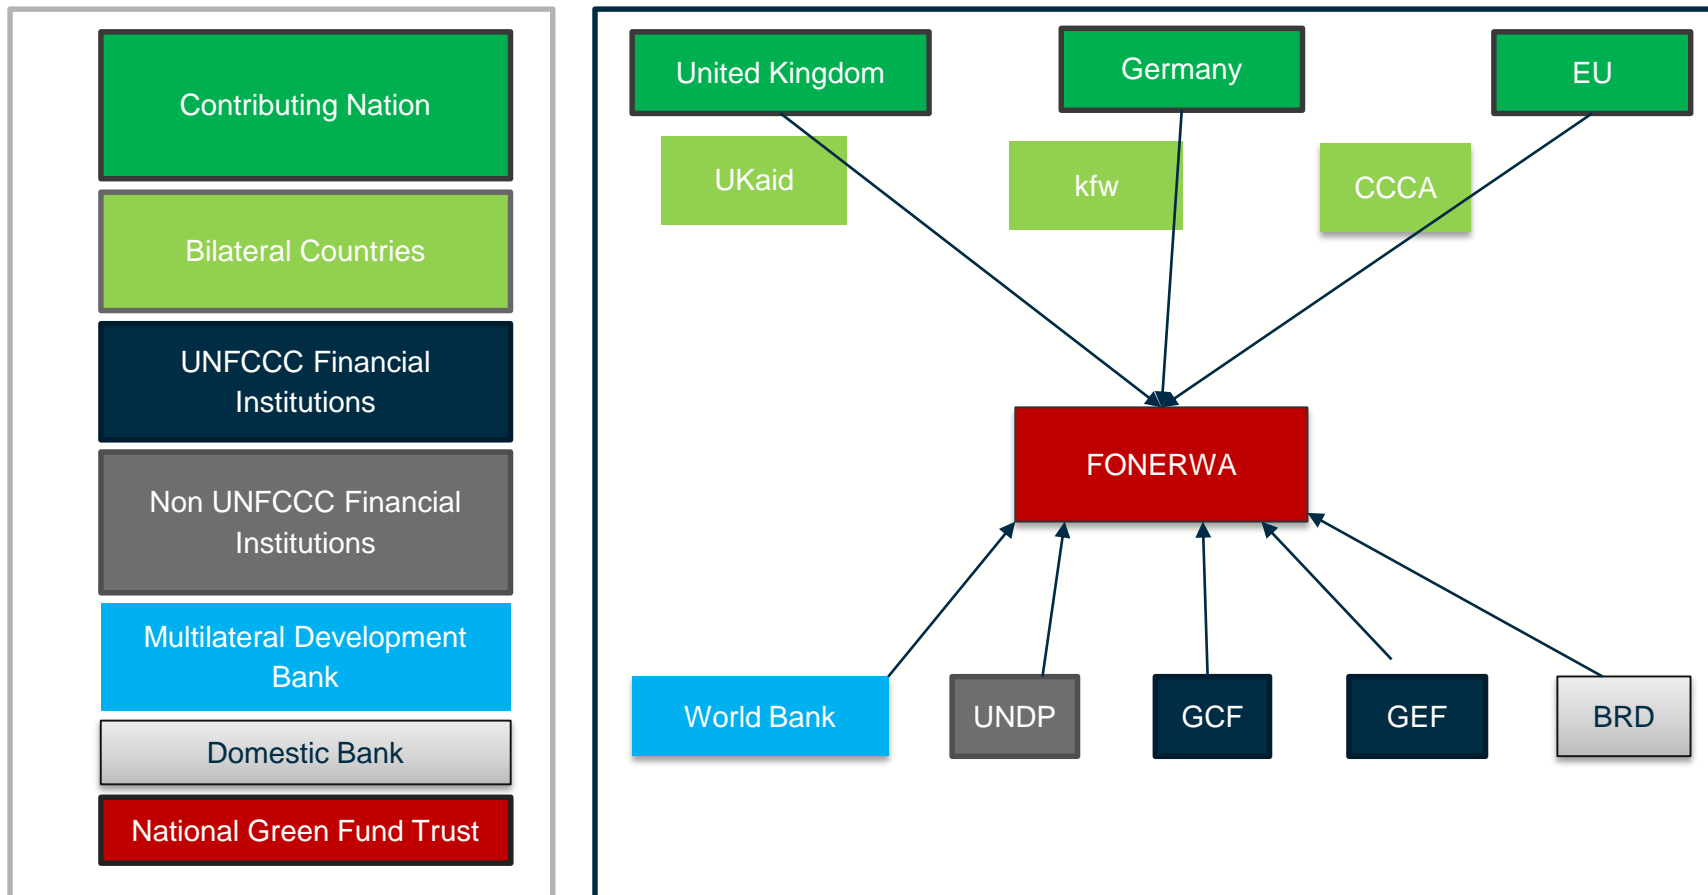 Contributing Nation
Bilateral Countries
UNFCCC Financial
Institutions
Non UNFCCC Financial
Institutions
Multilateral Development
Bank
Domestic Bank
National Green Fund Trust
United Kingdom
Germany
EU
UKaid
kfw
CCCA
FONERWA
World Bank
UNDP
GCF
GEF
BRD